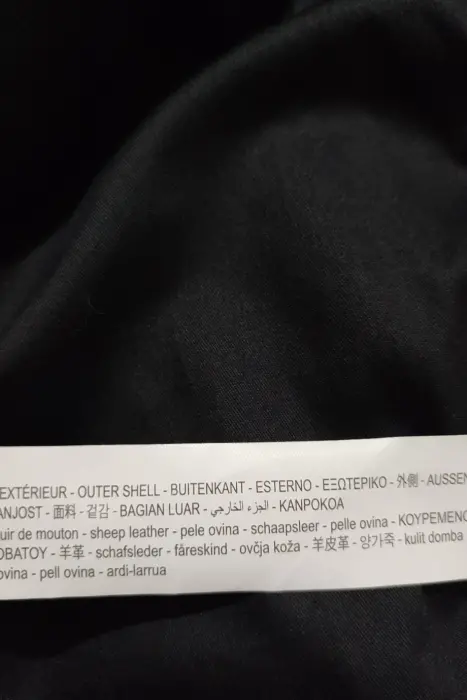 EXTÉRIEUR - OUTER SHELL - BUITENKANT - ESTERNO - ΕΞΩΤΕΡΙΚΟ - 外側 - AUSSEN
ANJOST - 面料 - 겉감 - BAGIAN LUAR - الجزء الخارجي - KANPOKOA
uir de mouton - sheep leather - pele ovina - schaapsleer - pelle ovina - ΚΟΥΡΕΜΕΝΟ
ΟΒΑΤΟΥ - 羊革 - schafsleder - fåreskind - ovčja koža - 羊皮革 - 양가죽 - kulit domba
ovina - pell ovina - ardi-larrua